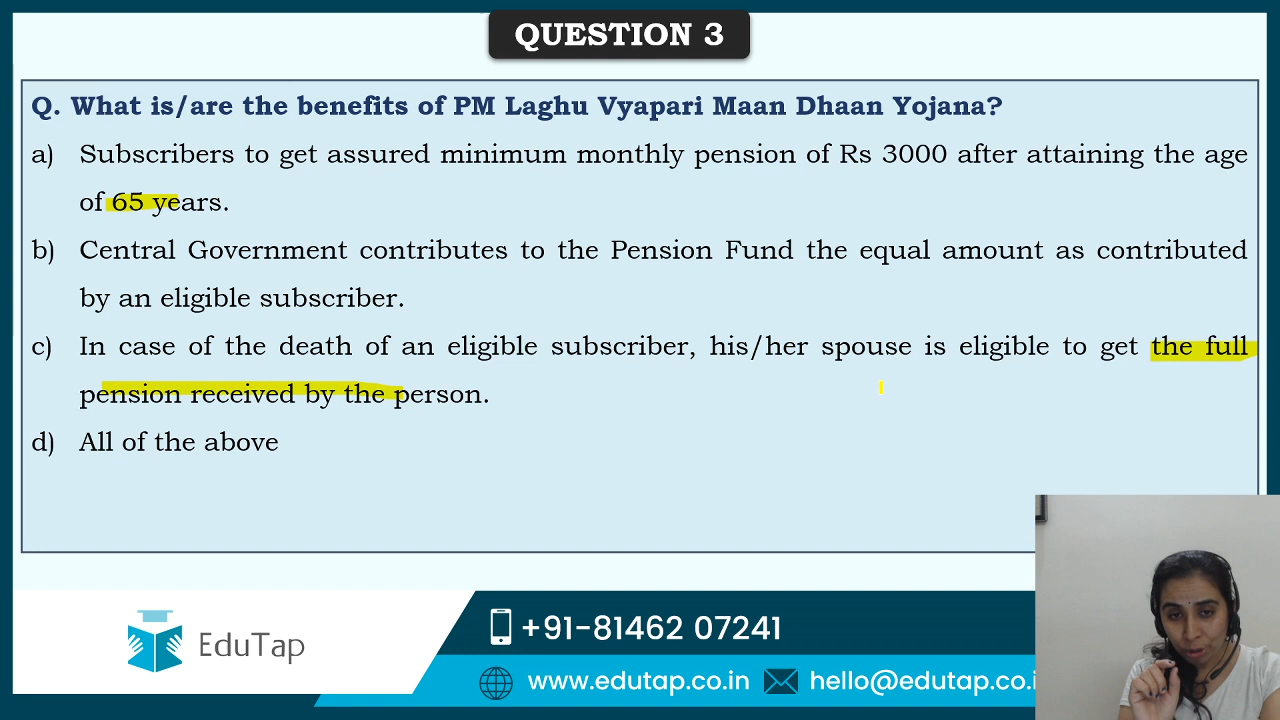 QUESTION 3
Q. What is/are the benefits of PM Laghu Vyapari Maan Dhaan Yojana?
a) Subscribers to get assured minimum monthly pension of Rs 3000 after attaining the age
of 65 years.
b) Central Government contributes to the Pension Fund the equal amount as contributed
by an eligible subscriber.
c) In case of the death of an eligible subscriber, his/her spouse is eligible to get the full
pension received by the person.
d) All of the above
EduTap
+91-81462 07241
www.edutap.co.in
hello@edutap.co.i